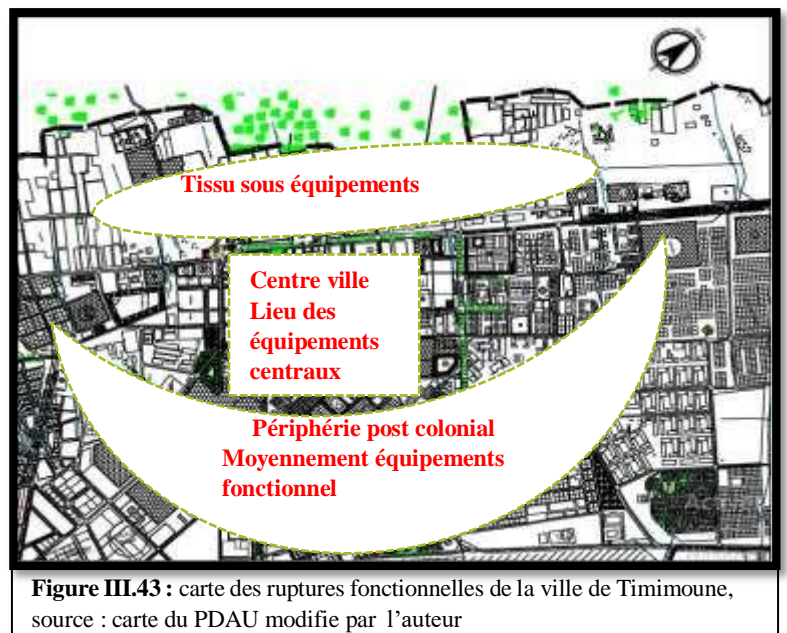 Tissu sous équipements
Centre ville
Lieu des
équipements
centraux
Périphérie post colonial
Moyennement équipements
fonctionnel
Figure III.43 : carte des ruptures fonctionnelles de la ville de Timimoune,
source : carte du PDAU modifie par l’auteur